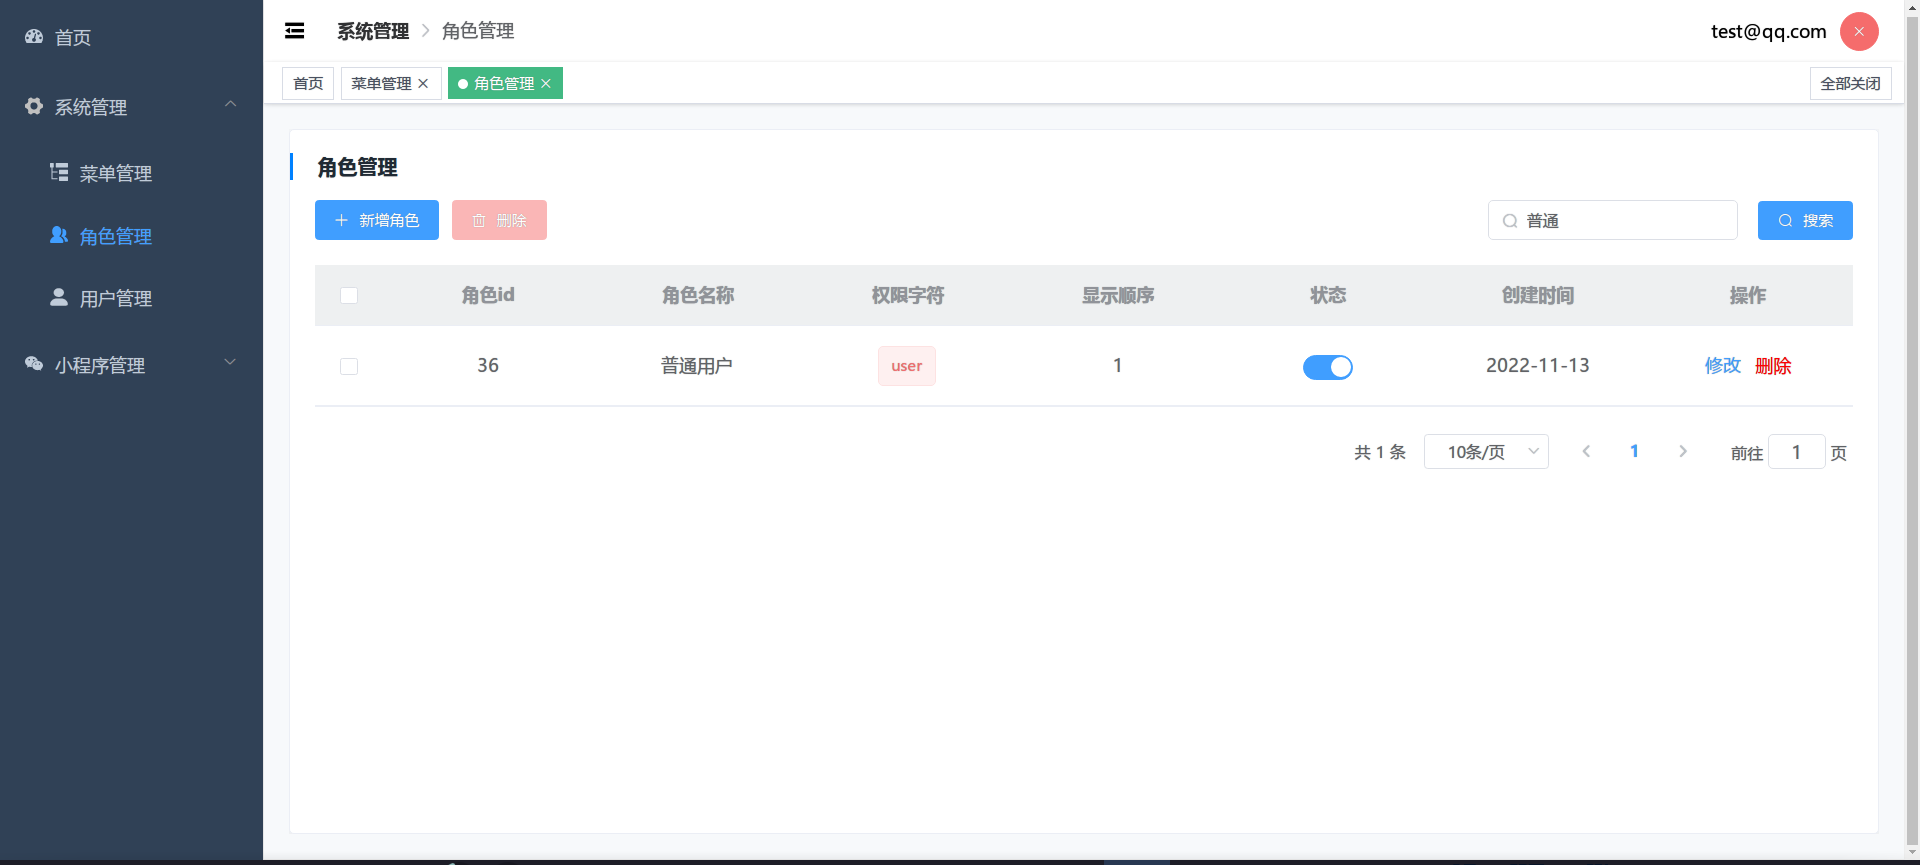 首页
系统管理
菜单管理
角色管理
用户管理
小程序管理
系统管理 角色管理
test@qq.com
首页 菜单管理 角色管理 全部关闭
角色管理
新增角色 删除 普通 搜索
角色id 角色名称 权限字符 显示顺序 状态 创建时间 操作
36 普通用户 user 1 2022-11-13 修改 删除
共 1 条 10条/页 1 前往 1 页